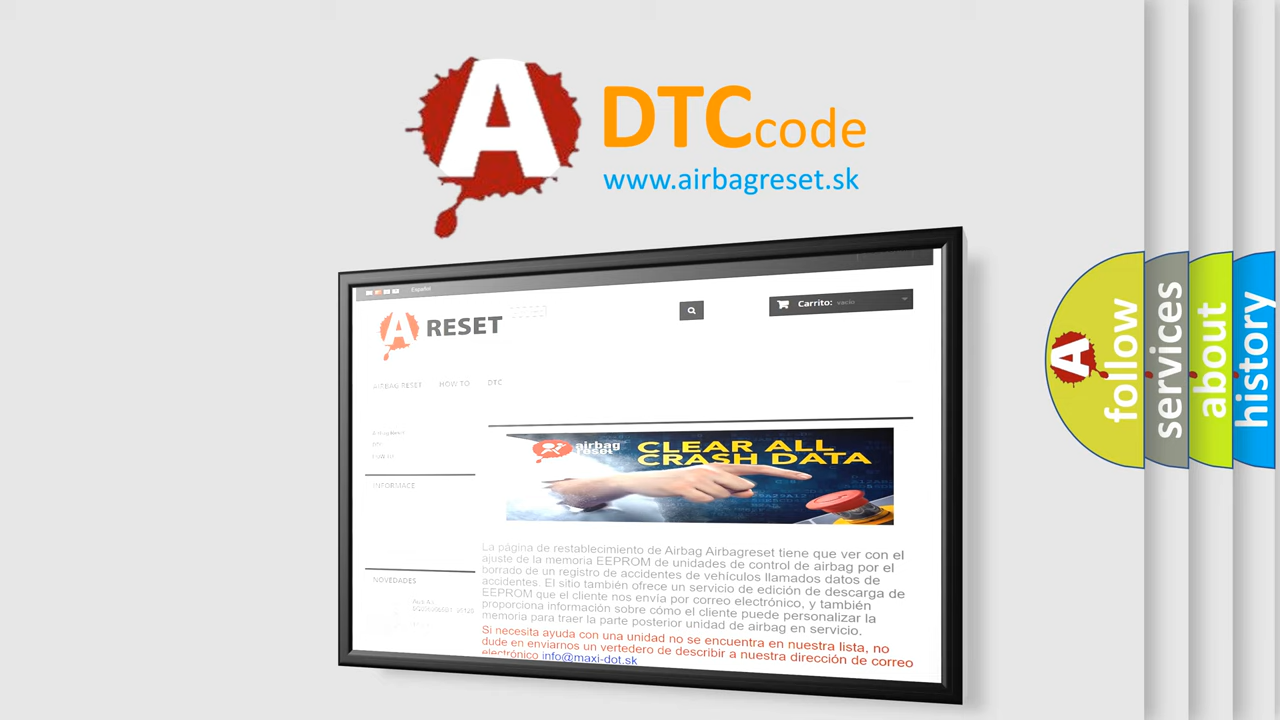 A
DTCcode
www.airbagreset.sk
Español
A RESET
Carrito: vacío
AIRBAG RESET HOW TO DTC
CLEAR ALL
CRASH DATA
airbag
reset
INFORMACE
NOVEDADES
La página de restablecimiento de Airbag Airbagreset tiene que ver con el
ajuste de la memoria EEPROM de unidades de control de airbag por el
borrado de un registro de accidentes de vehículos llamados datos de
accidentes. El sitio también ofrece un servicio de edición de descarga de
EEPROM que el cliente nos envía por correo electrónico, y también
proporciona información sobre cómo el cliente puede personalizar la
memoria para traer la parte posterior unidad de airbag en servicio.
Si necesita ayuda con una unidad no se encuentra en nuestra lista, no
dude en enviarnos un vertedero de describir a nuestra dirección de correo
electrónico info@maxi-dot.sk
A
follow
services
about
history